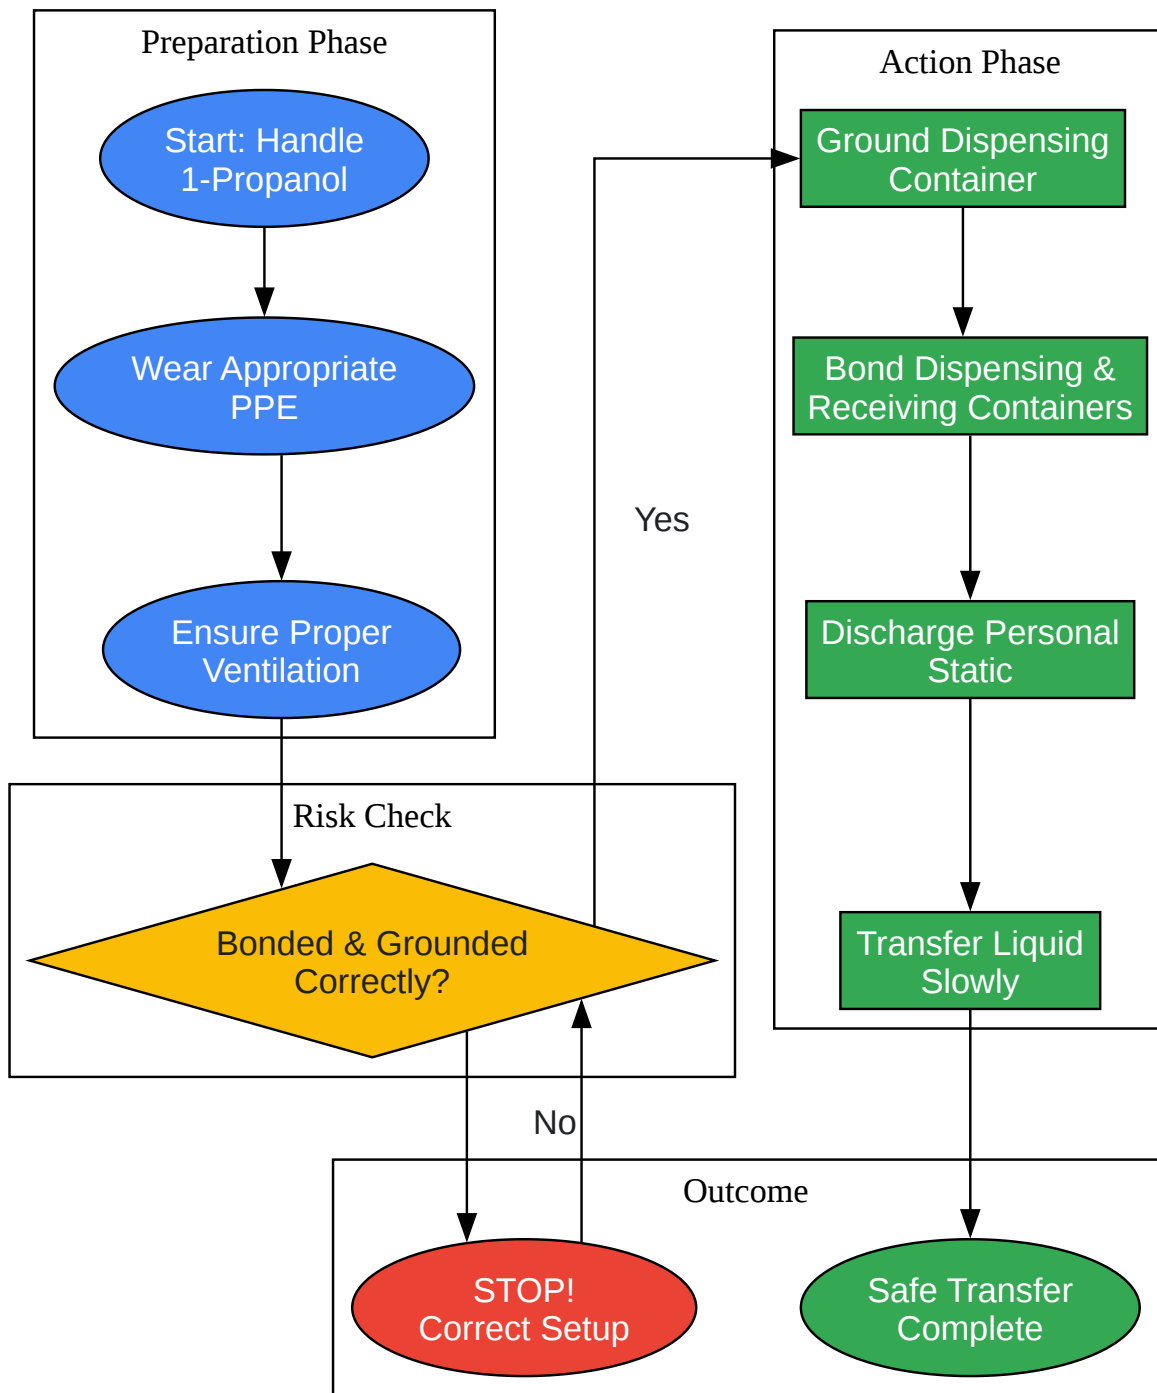 Preparation Phase
Start: Handle
1-Propanol
Wear Appropriate
PPE
Ensure Proper
Ventilation
Risk Check
Bonded & Grounded
Correctly?
Yes
No
Action Phase
Ground Dispensing
Container
Bond Dispensing &
Receiving Containers
Discharge Personal
Static
Transfer Liquid
Slowly
Outcome
STOP!
Correct Setup
Safe Transfer
Complete